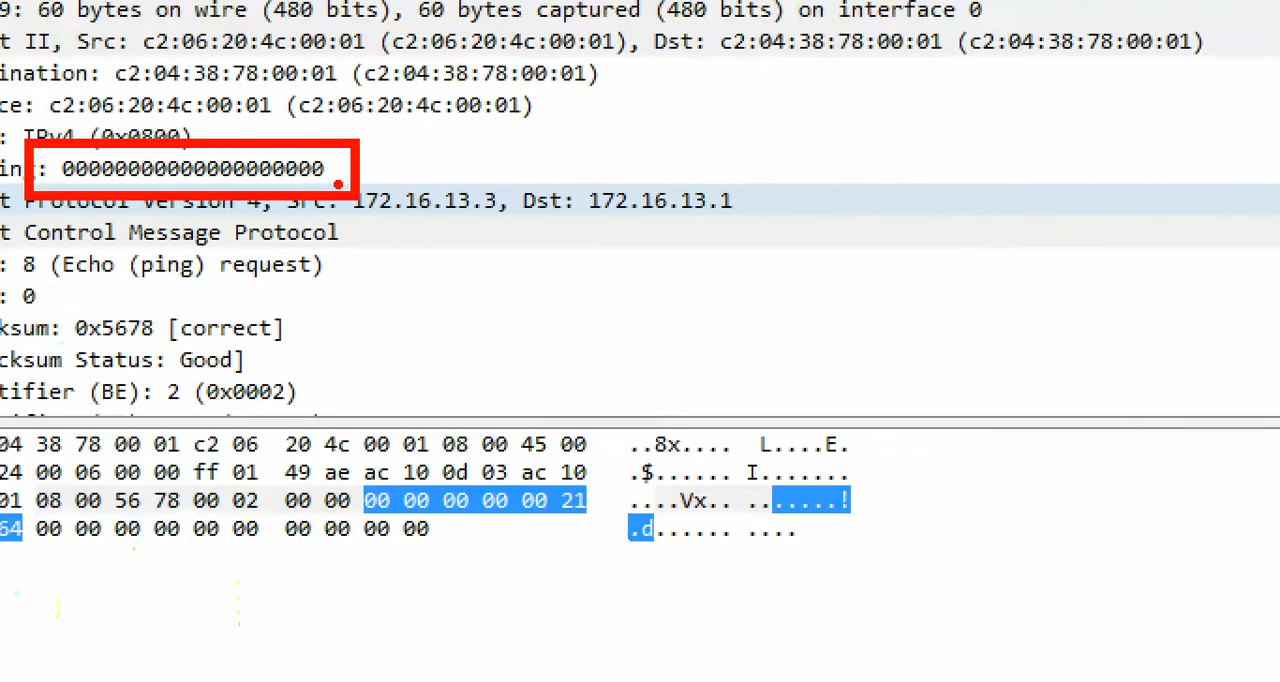 9: 60 bytes on wire (480 bits), 60 bytes captured (480 bits) on interface 0
t II, Src: c2:06:20:4c:00:01 (c2:06:20:4c:00:01), Dst: c2:04:38:78:00:01 (c2:04:38:78:00:01)
ination: c2:04:38:78:00:01 (c2:04:38:78:00:01)
ce: c2:06:20:4c:00:01 (c2:06:20:4c:00:01)
: IPv4 (0x0800)
ing: 00000000000000000000
t Protocol Version 4, Src: 172.16.13.3, Dst: 172.16.13.1
t Control Message Protocol
: 8 (Echo (ping) request)
: 0
ksum: 0x5678 [correct]
cksum Status: Good]
tifier (BE): 2 (0x0002)
04 38 78 00 01 c2 06 20 4c 00 01 08 00 45 00 ..8x.... L....E.
24 00 06 00 00 ff 01 49 ae ac 10 0d 03 ac 10 .$...... I.......
01 08 00 56 78 00 02 00 00 00 00 00 00 00 21 ....Vx.. .......!
64 00 00 00 00 00 00 00 00 00 00 .d...... ....